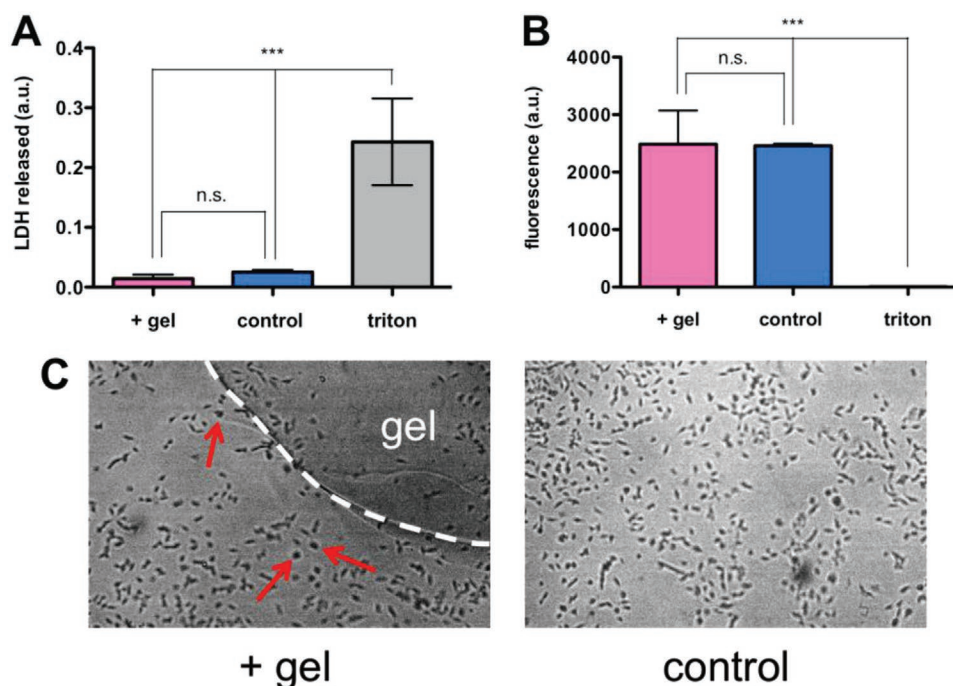 A
LDH released (a.u.)
0.4
0.3
0.2
0.1
0.0
***
n.s.
+ gel
control
triton
B
fluorescence (a.u.)
4000
3000
2000
1000
0
***
n.s.
+ gel
control
triton
C
gel
+ gel
control